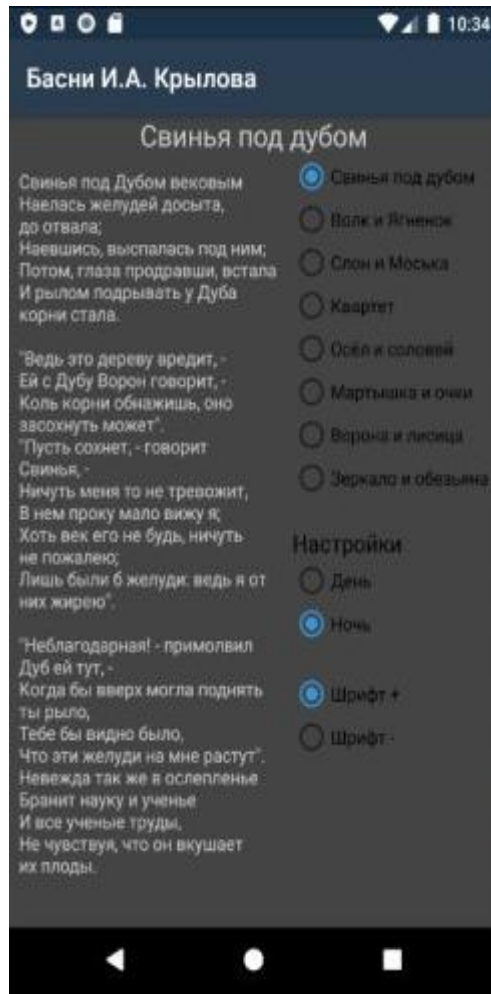 10:34
Басни И.А. Крылова
Свинья под дубом
Свинья под Дубом вековым
Наелась желудей досыта,
до отвала;
Наевшись, выспалась под ним;
Потом, глаза продравши, встала
И рылом подрывать у Дуба
корни стала.
"Ведь это дереву вредит, -
Ей с Дубу Ворон говорит, -
Коль корни обнажишь, оно
засохнуть может".
"Пусть сохнет, - говорит
Свинья, -
Ничуть меня то не тревожит,
В нем проку мало вижу я;
Хоть век его не будь, ничуть
не пожалею;
Лишь были б желуди: ведь я от
них жирею".
"Неблагодарная! - примолвил
Дуб ей тут, -
Когда бы вверх могла поднять
ты рыло,
Тебе бы видно было,
Что эти желуди на мне растут".
Невежда так же в ослепленье
Бранит науку и ученье
И все ученые труды,
Не чувствуя, что он вкушает
их плоды.
Свинья под дубом
Волк и Ягненок
Слон и Моська
Квартет
Осёл и соловей
Мартышка и очки
Ворона и лисица
Зеркало и обезьяна
Настройки
День
Ночь
Шрифт +
Шрифт -